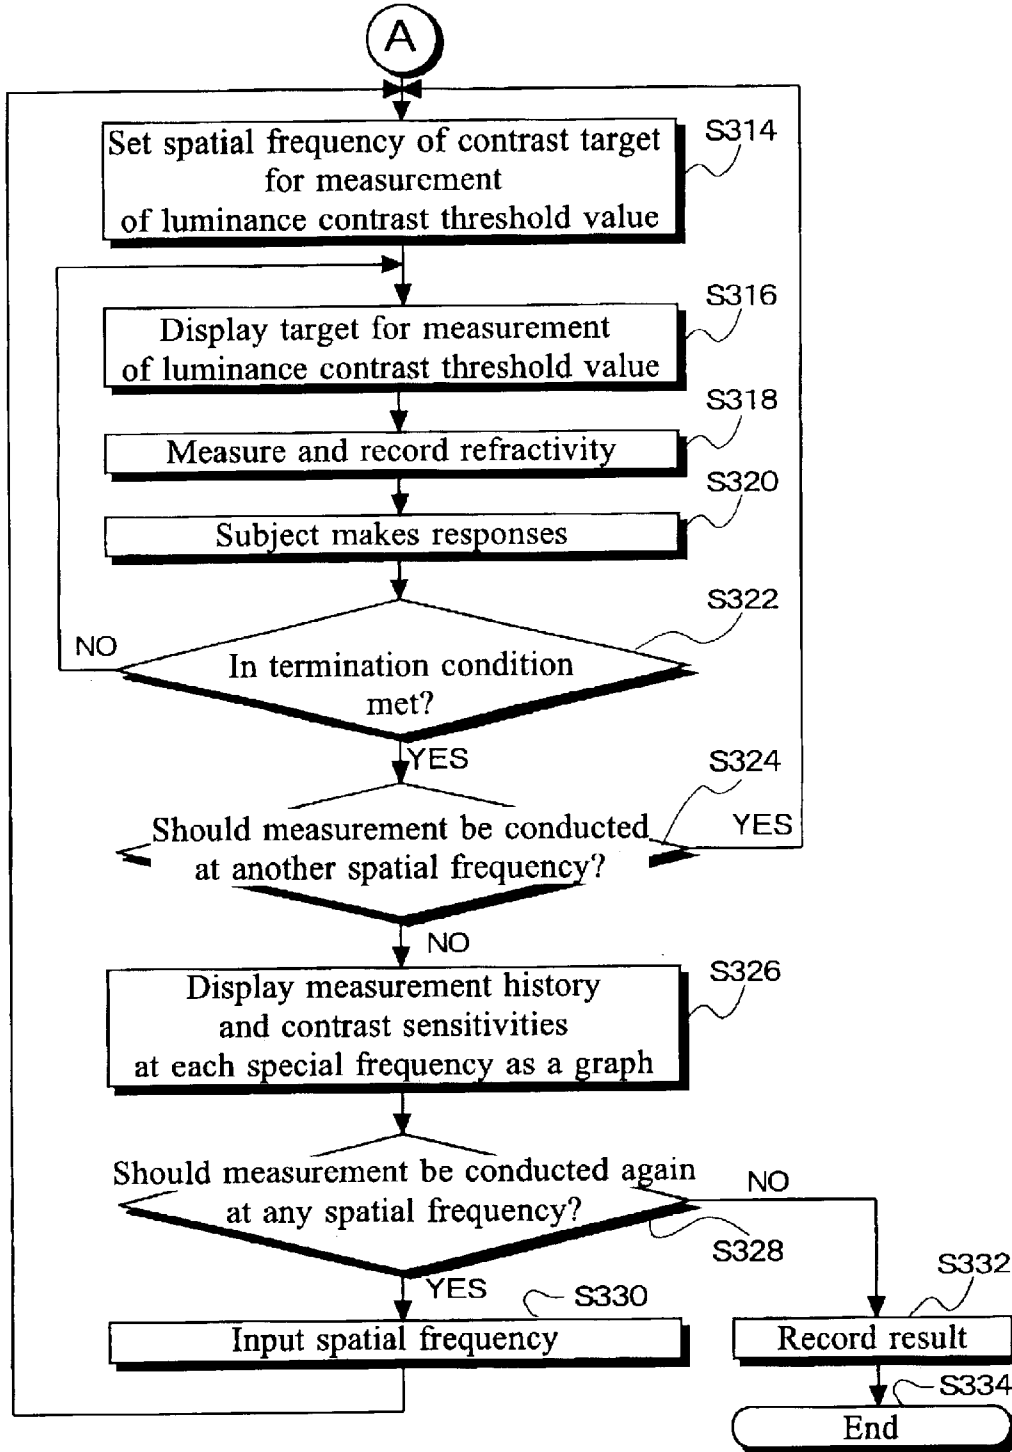 A
Set spatial frequency of contrast target
for measurement
of luminance contrast threshold value
S314
Display target for measurement
of luminance contrast threshold value
S316
Measure and record refractivity
S318
Subject makes responses
S320
In termination condition
met?
S322
NO
YES
Should measurement be conducted
at another spatial frequency?
S324
YES
NO
Display measurement history
and contrast sensitivities
at each special frequency as a graph
S326
Should measurement be conducted again
at any spatial frequency?
S328
NO
YES
Input spatial frequency
S330
Record result
S332
End
S334